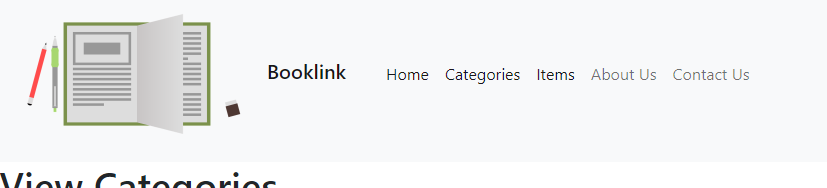 Booklink Home Categories Items About Us Contact Us
View Categories